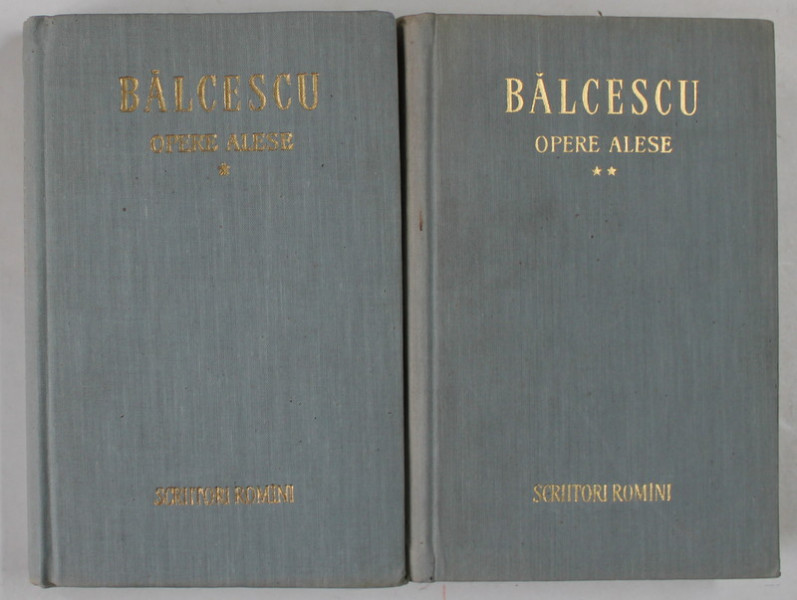 BĂLCESCU
OPERE ALESE
*
SCRIITORI ROMÎNI
BĂLCESCU
OPERE ALESE
**
SCRIITORI ROMÎNI